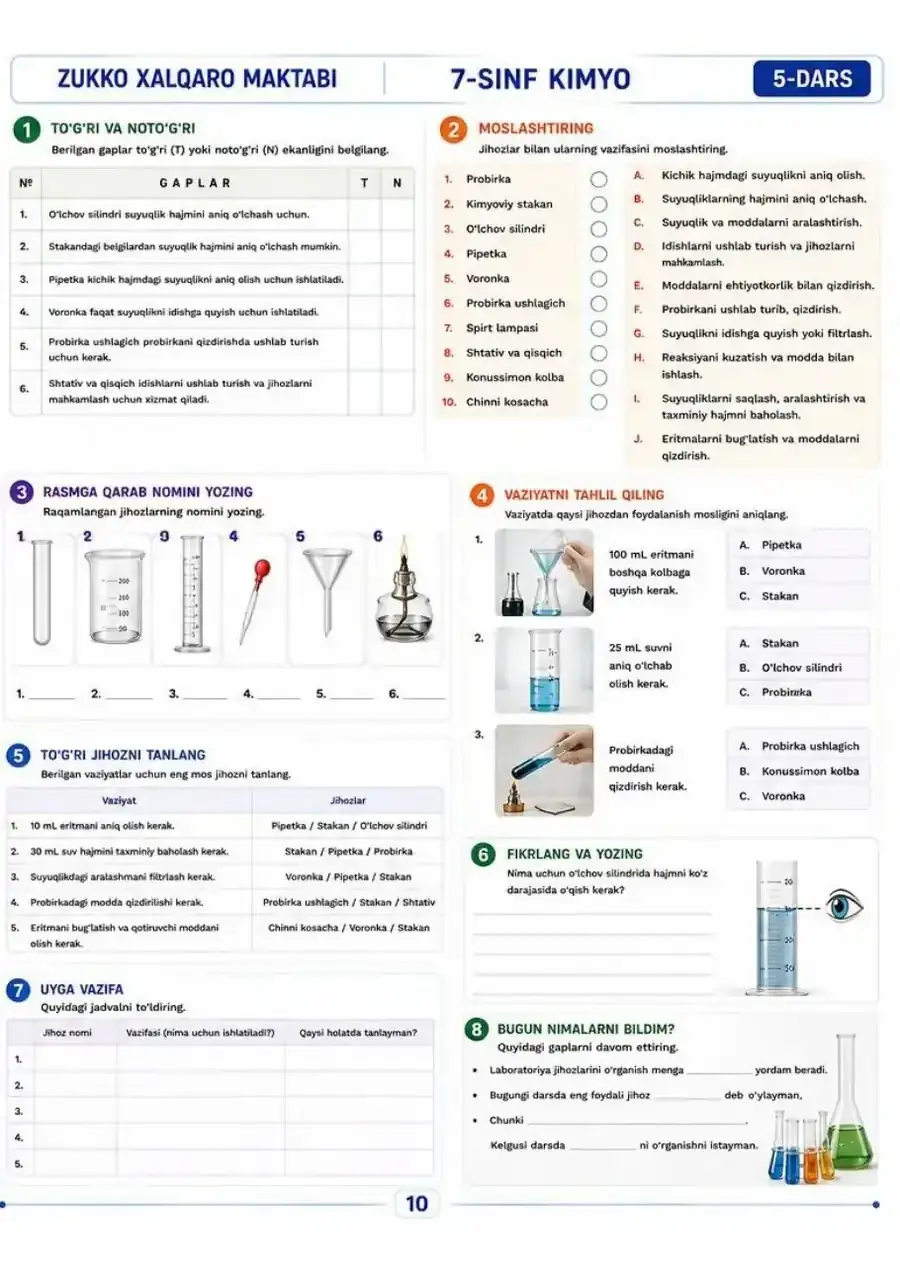 ZUKKO XALQARO MAKTABI
7-SINF KIMYO
5-DARS
1 TO'G'RI VA NOTO'G'RI
Berilgan gaplar to'g'ri (T) yoki noto'g'ri (N) ekanligini belgilang.
№ GAPLAR T N
1. O'lchov silindri suyuqlik hajmini aniq o'lchash uchun.
2. Stakandagi belgilardan suyuqlik hajmini aniq o'lchash mumkin.
3. Pipetka kichik hajmdagi suyuqlikni aniq olish uchun ishlatiladi.
4. Voronka faqat suyuqlikni idishga quyish uchun ishlatiladi.
5. Probirka ushlagich probirkani qizdirishda ushlab turish
uchun kerak.
6. Shtativ va qisqich idishlarni ushlab turish va jihozlarni
mahkamlash uchun xizmat qiladi.
2 MOSLASHTIRING
Jihozlar bilan ularning vazifasini moslashtiring.
1. Probirka
2. Kimyoviy stakan
3. O'lchov silindri
4. Pipetka
5. Voronka
6. Probirka ushlagich
7. Spirt lampasi
8. Shtativ va qisqich
9. Konussimon kolba
10. Chinni kosacha
A. Kichik hajmdagi suyuqlikni aniq olish.
B. Suyuqliklarning hajmini aniq o'lchash.
C. Suyuqlik va moddalarni aralashtirish.
D. Idishlarni ushlab turish va jihozlarni
mahkamlash.
E. Moddalarni ehtiyotkorlik bilan qizdirish.
F. Probirkani ushlab turib, qizdirish.
G. Suyuqlikni idishga quyish yoki filtrlash.
H. Reaksiyani kuzatish va modda bilan
ishlash.
I. Suyuqliklarni saqlash, aralashtirish va
taxminiy hajmni baholash.
J. Eritmalarni bug'latish va moddalarni
qizdirish.
3 RASMGA QARAB NOMINI YOZING
Raqamlangan jihozlarning nomini yozing.
1 2 9 4 5 6
1. ______ 2. ______ 3. ______ 4. ______ 5. ______ 6. ______
4 VAZIYATNI TAHLIL QILING
Vaziyatda qaysi jihozdan foydalanish mosligini aniqlang.
1. 100 mL eritmani
boshqa kolbaga
quyish kerak.
A. Pipetka
B. Voronka
C. Stakan
2. 25 mL suvni
aniq o'lchab
olish kerak.
A. Stakan
B. O'lchov silindri
C. Probirка
3. Probirkadagi
moddani
qizdirish kerak.
A. Probirka ushlagich
B. Konussimon kolba
C. Voronka
5 TO'G'RI JIHOZNI TANLANG
Berilgan vaziyatlar uchun eng mos jihozni tanlang.
Vaziyat Jihozlar
1. 10 mL eritmani aniq olish kerak. Pipetka / Stakan / O'lchov silindri
2. 30 mL suv hajmini taxminiy baholash kerak. Stakan / Pipetka / Probirka
3. Suyuqlikdagi aralashmani filtrlash kerak. Voronka / Pipetka / Stakan
4. Probirkadagi modda qizdirilishi kerak. Probirka ushlagich / Stakan / Shtativ
5. Eritmani bug'latish va qotiruvchi moddani
olish kerak. Chinni kosacha / Voronka / Stakan
6 FIKRLANG VA YOZING
Nima uchun o'lchov silindrida hajmni ko'z
darajasida o'qish kerak?
7 UYGA VAZIFA
Quyidagi jadvalni to'ldiring.
Jihoz nomi Vazifasi (nima uchun ishlatiladi?) Qaysi holatda tanlayman?
1.
2.
3.
4.
5.
8 BUGUN NIMALARNI BILDIM?
Quyidagi gaplarni davom ettiring.
• Laboratoriya jihozlarini o'rganish menga ______ yordam beradi.
• Bugungi darsda eng foydali jihoz ______ deb o'ylayman,
• Chunki ______.
Kelgusi darsda ______ ni o'rganishni istayman.
10